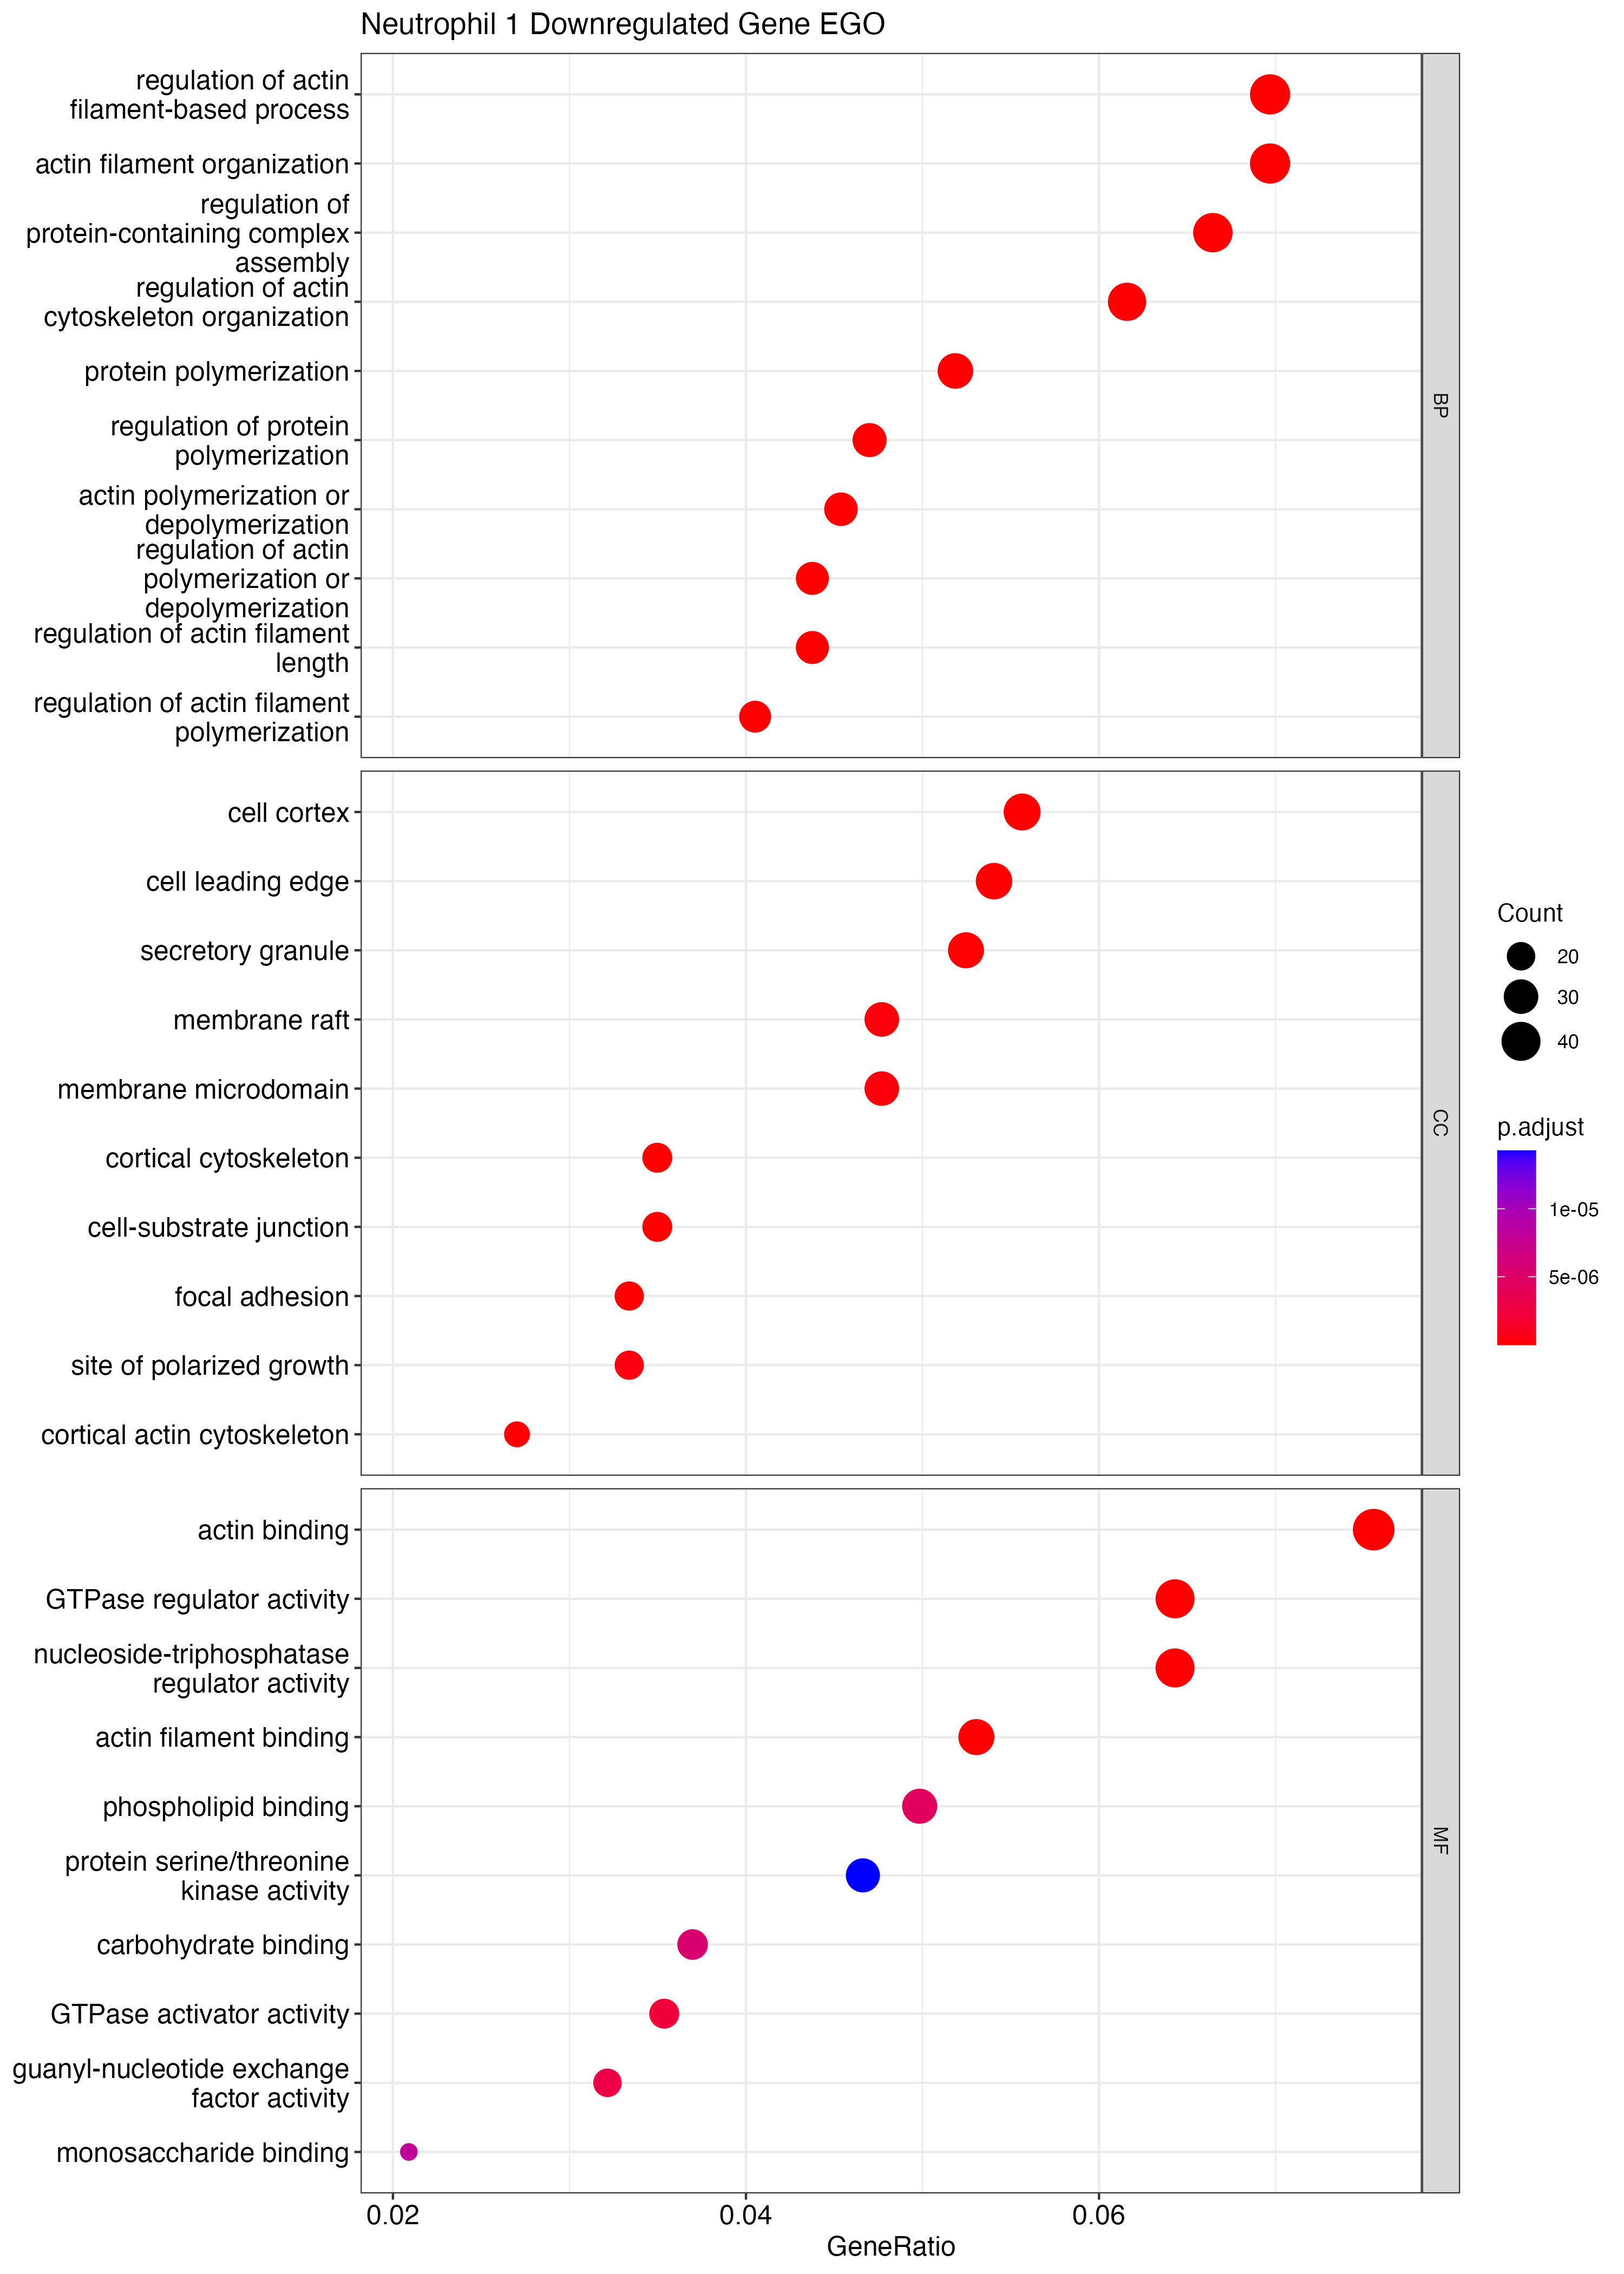 Neutrophil 1 Downregulated Gene EGO
regulation of actin
filament-based process
actin filament organization
regulation of
protein-containing complex
assembly
regulation of actin
cytoskeleton organization
protein polymerization
regulation of protein
polymerization
actin polymerization or
depolymerization
regulation of actin
polymerization or
depolymerization
regulation of actin filament
length
regulation of actin filament
polymerization
BP
cell cortex
cell leading edge
secretory granule
membrane raft
membrane microdomain
cortical cytoskeleton
cell-substrate junction
focal adhesion
site of polarized growth
cortical actin cytoskeleton
CC
actin binding
GTPase regulator activity
nucleoside-triphosphatase
regulator activity
actin filament binding
phospholipid binding
protein serine/threonine
kinase activity
carbohydrate binding
GTPase activator activity
guanyl-nucleotide exchange
factor activity
monosaccharide binding
MF
0.02
0.04
0.06
GeneRatio
Count
20
30
40
p.adjust
1e-05
5e-06